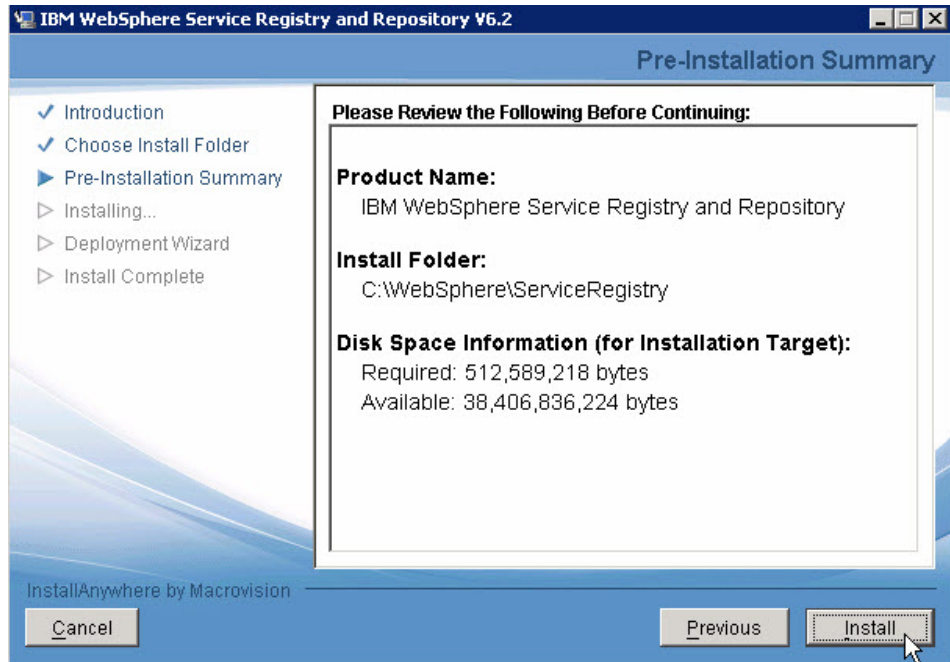 IBM WebSphere Service Registry and Repository V6.2
Pre-Installation Summary
Introduction
Choose Install Folder
Pre-Installation Summary
Installing...
Deployment Wizard
Install Complete
Please Review the Following Before Continuing:
Product Name:
IBM WebSphere Service Registry and Repository
Install Folder:
C:\WebSphere\ServiceRegistry
Disk Space Information (for Installation Target):
Required: 512,589,218 bytes
Available: 38,406,836,224 bytes
InstallAnywhere by Macrovision
Cancel
Previous
Install